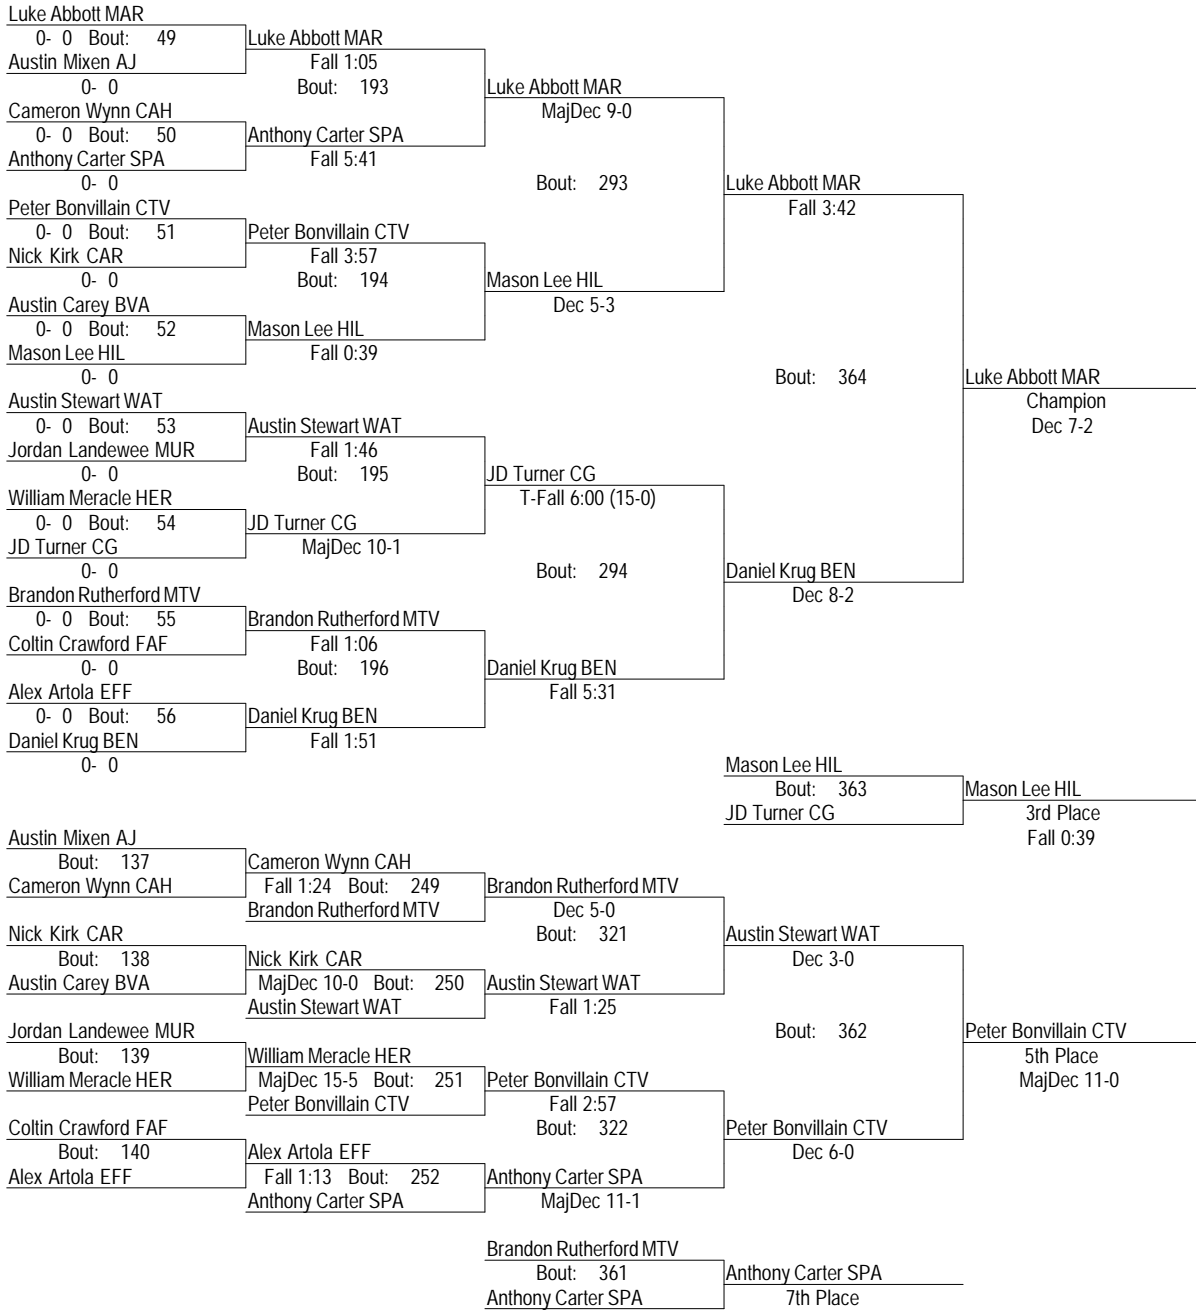 Luke Abbott MAR
0- 0 Bout: 49 Luke Abbott MAR
Austin Mixen AJ Fall 1:05
0- 0 Bout: 193 Luke Abbott MAR
Cameron Wynn CAH MajDec 9-0
0- 0 Bout: 50 Anthony Carter SPA
Anthony Carter SPA Fall 5:41
0- 0 Bout: 293 Luke Abbott MAR
Peter Bonvillain CTV Fall 3:42
0- 0 Bout: 51 Peter Bonvillain CTV
Nick Kirk CAR Fall 3:57
0- 0 Bout: 194 Mason Lee HIL
Austin Carey BVA Dec 5-3
0- 0 Bout: 52 Mason Lee HIL
Mason Lee HIL Fall 0:39
0- 0 Bout: 364 Luke Abbott MAR
Austin Stewart WAT Champion
0- 0 Bout: 53 Austin Stewart WAT Dec 7-2
Jordan Landewee MUR Fall 1:46
0- 0 Bout: 195 JD Turner CG
William Meracle HER T-Fall 6:00 (15-0)
0- 0 Bout: 54 JD Turner CG
JD Turner CG MajDec 10-1
0- 0 Bout: 294 Daniel Krug BEN
Brandon Rutherford MTV Dec 8-2
0- 0 Bout: 55 Brandon Rutherford MTV
Coltin Crawford FAF Fall 1:06
0- 0 Bout: 196 Daniel Krug BEN
Alex Artola EFF Fall 5:31
0- 0 Bout: 56 Daniel Krug BEN
Daniel Krug BEN Fall 1:51
0- 0 Mason Lee HIL
Bout: 363 Mason Lee HIL
JD Turner CG 3rd Place
Austin Mixen AJ Fall 0:39
Bout: 137 Cameron Wynn CAH
Cameron Wynn CAH Fall 1:24 Bout: 249 Brandon Rutherford MTV
Brandon Rutherford MTV Dec 5-0
Nick Kirk CAR Bout: 321 Austin Stewart WAT
Bout: 138 Nick Kirk CAR Dec 3-0
Austin Carey BVA MajDec 10-0 Bout: 250 Austin Stewart WAT
Austin Stewart WAT Fall 1:25
Jordan Landewee MUR Bout: 362 Peter Bonvillain CTV
Bout: 139 William Meracle HER 5th Place
William Meracle HER MajDec 15-5 Bout: 251 Peter Bonvillain CTV MajDec 11-0
Peter Bonvillain CTV Fall 2:57
Coltin Crawford FAF Bout: 322 Peter Bonvillain CTV
Bout: 140 Alex Artola EFF Dec 6-0
Alex Artola EFF Fall 1:13 Bout: 252 Anthony Carter SPA
Anthony Carter SPA MajDec 11-1
Brandon Rutherford MTV
Bout: 361 Anthony Carter SPA
Anthony Carter SPA 7th Place